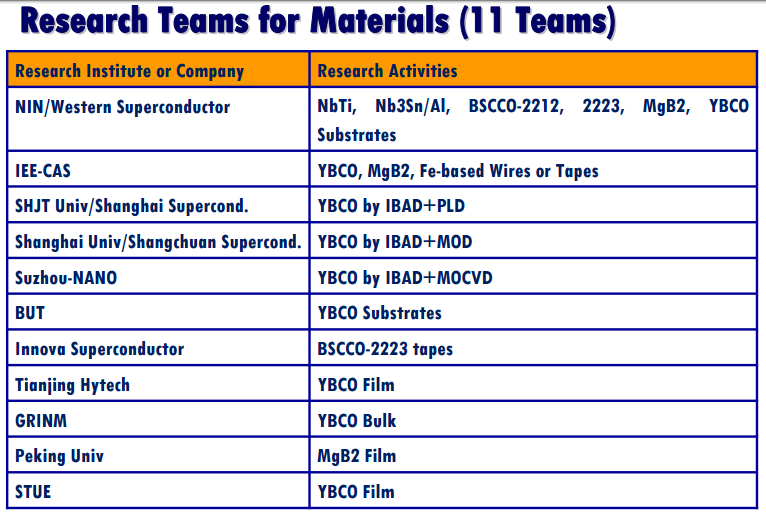 Research Teams for Materials (11 Teams)
Research Institute or Company Research Activities
NIN/Western Superconductor NbTi, Nb3Sn/Al, BSCCO-2212, 2223, MgB2, YBCO
Substrates
IEE-CAS YBCO, MgB2, Fe-based Wires or Tapes
SHJT Univ/Shanghai Supercond. YBCO by IBAD+PLD
Shanghai Univ/Shangchuan Supercond. YBCO by IBAD+MOD
Suzhou-NANO YBCO by IBAD+MOCVD
BUT YBCO Substrates
Innova Superconductor BSCCO-2223 tapes
Tianjing Hytech YBCO Film
GRINM YBCO Bulk
Peking Univ MgB2 Film
STUE YBCO Film